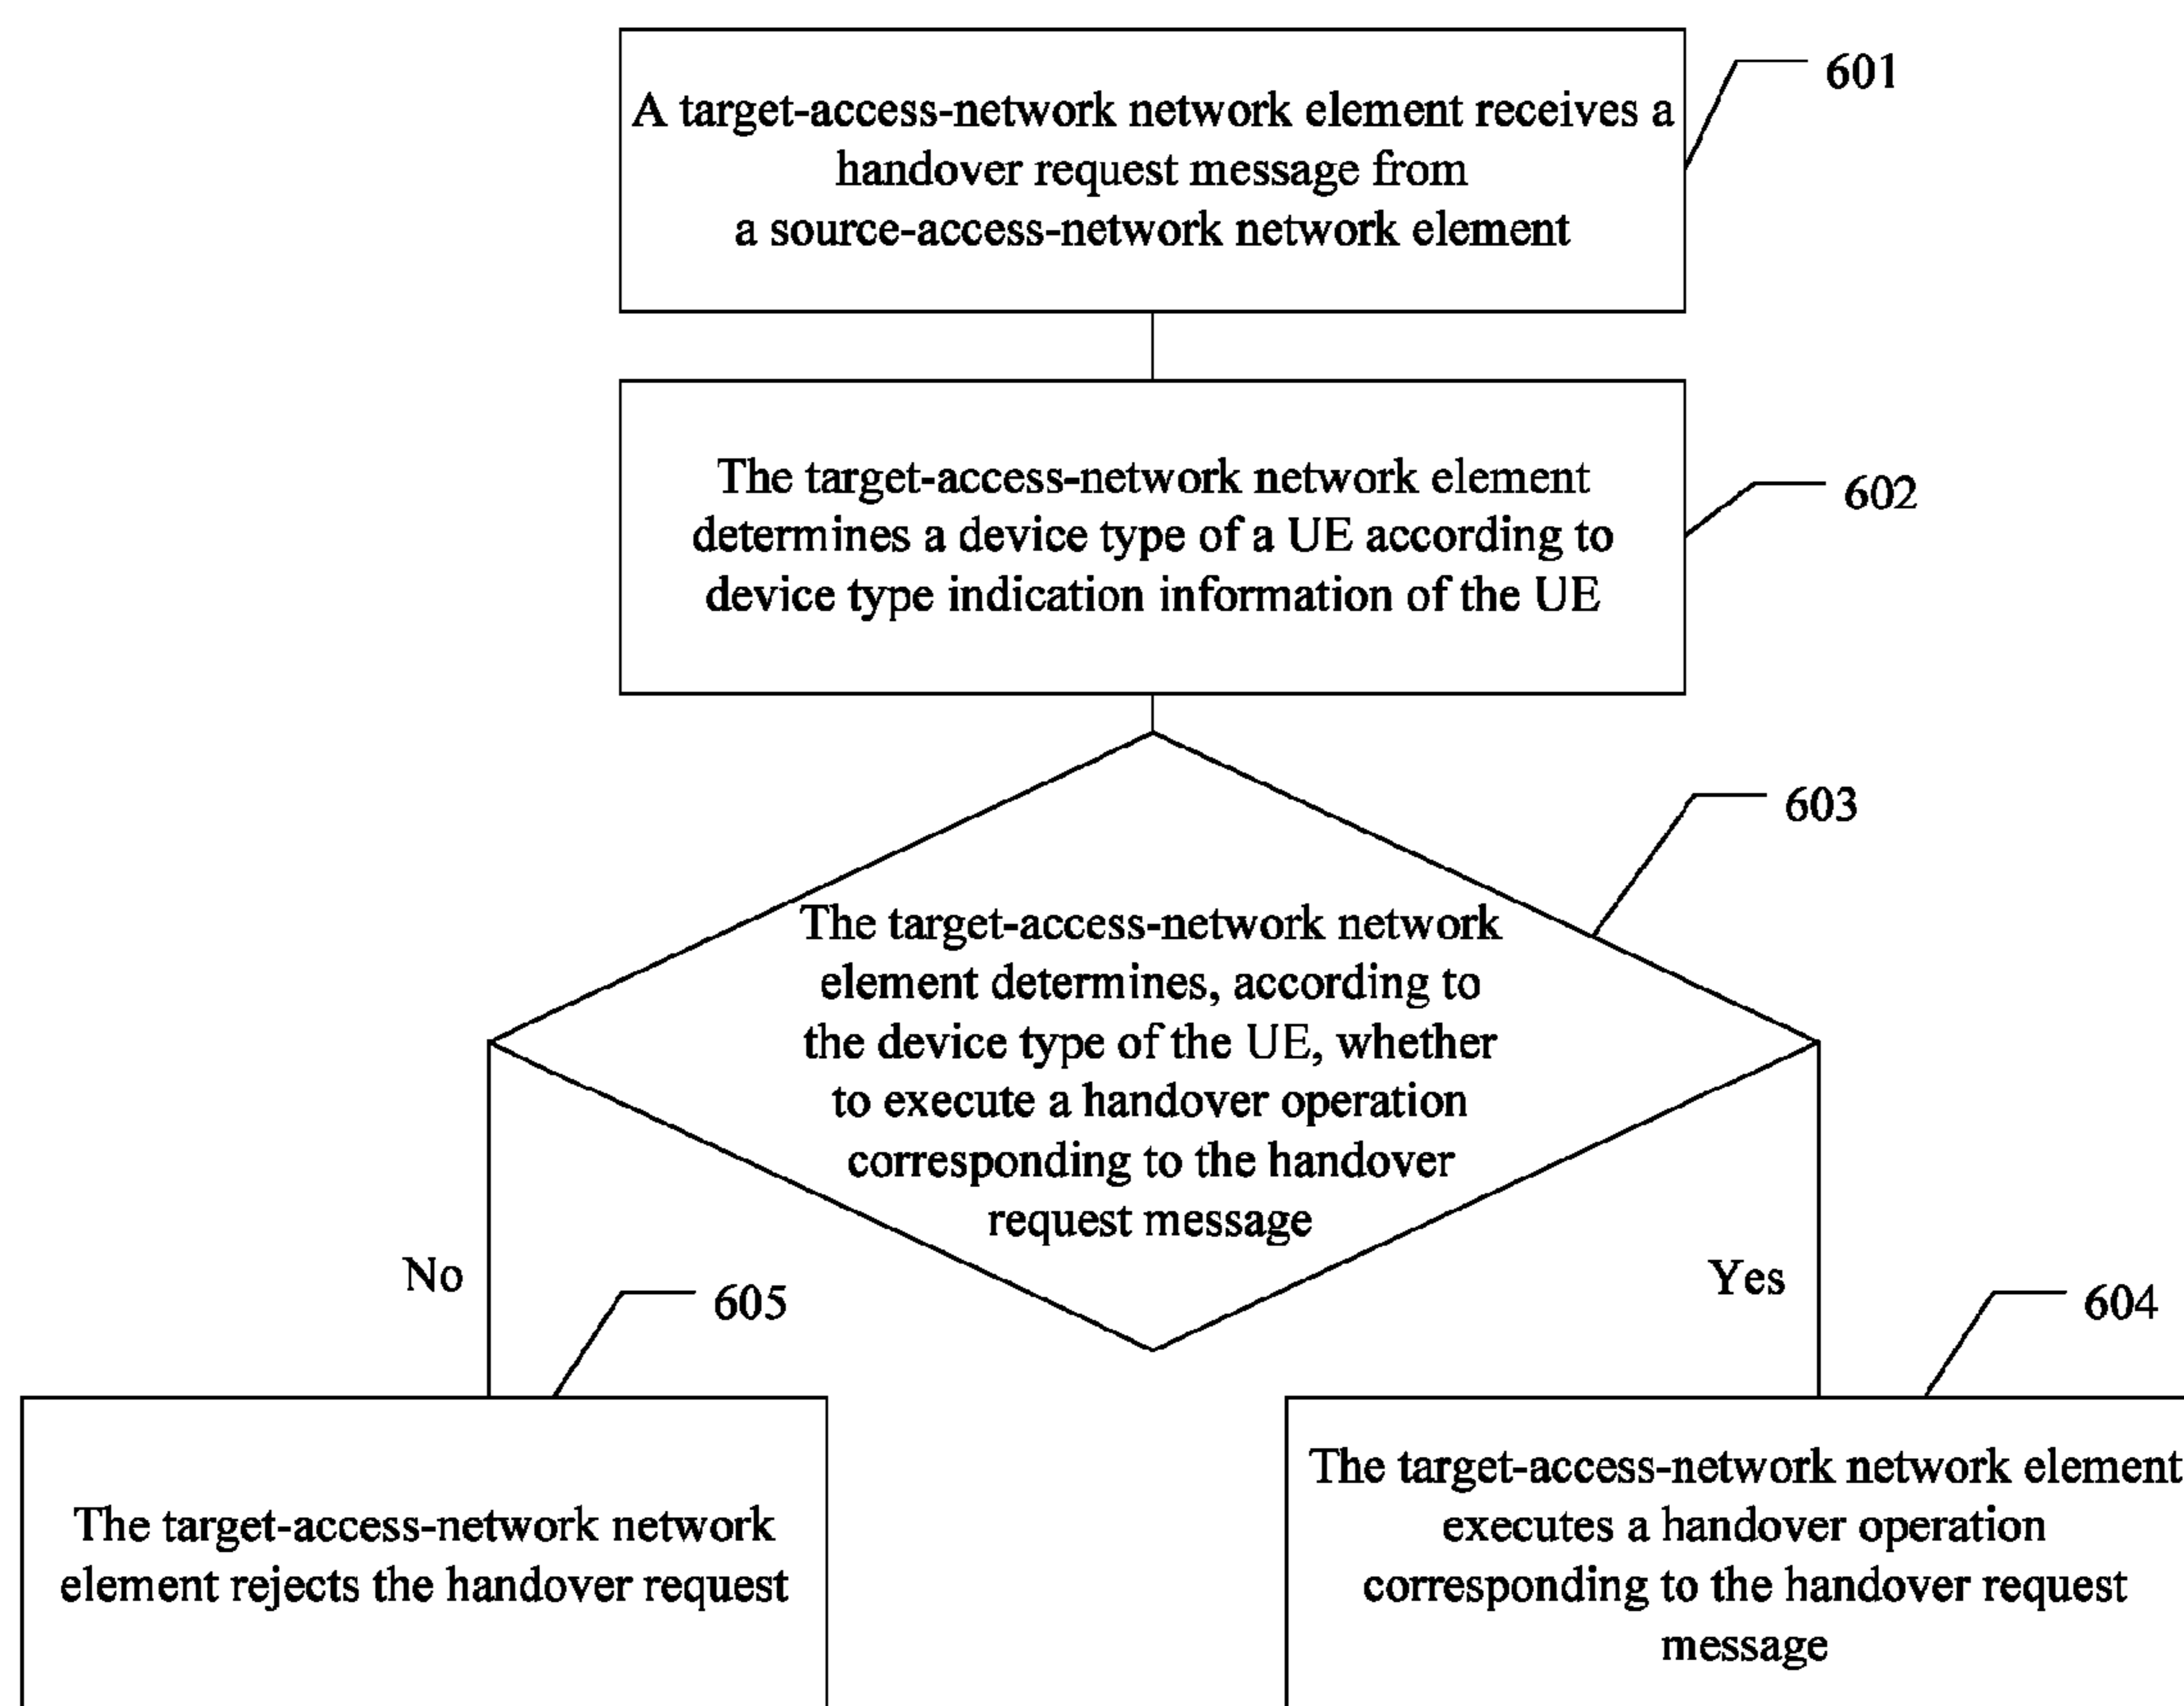 A target-access-network network element receives a
handover request message from
a source-access-network network element
601
The target-access-network network element
determines a device type of a UE according to
device type indication information of the UE
602
603
The target-access-network network
element determines, according to
the device type of the UE, whether
to execute a handover operation
corresponding to the handover
request message
No
605
Yes
604
The target-access-network network
element rejects the handover request
The target-access-network network element
executes a handover operation
corresponding to the handover request
message